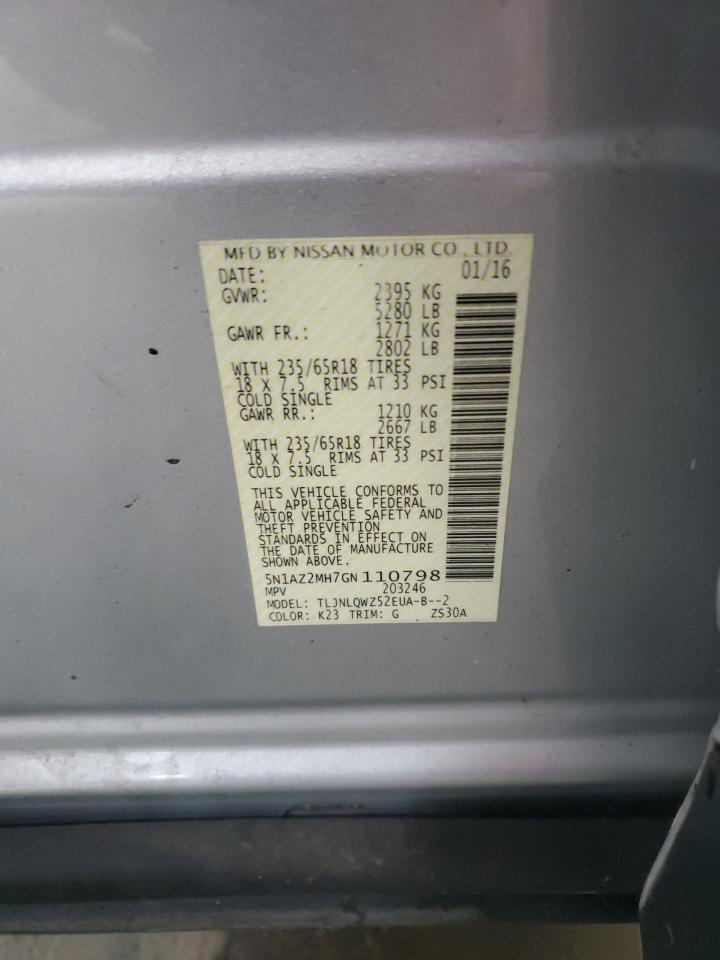 MFD BY NISSAN MOTOR CO., LTD.
DATE: 01/16
GVWR: 2395 KG
5280 LB
GAWR FR.: 1271 KG
2802 LB
WITH 235/65R18 TIRES
18 X 7.5 RIMS AT 33 PSI
COLD SINGLE
GAWR RR.: 1210 KG
2667 LB
WITH 235/65R18 TIRES
18 X 7.5 RIMS AT 33 PSI
COLD SINGLE
THIS VEHICLE CONFORMS TO
ALL APPLICABLE FEDERAL
MOTOR VEHICLE SAFETY AND
THEFT PREVENTION
STANDARDS IN EFFECT ON
THE DATE OF MANUFACTURE
SHOWN ABOVE.
5N1AZ2MH7GN110798
MPV 203246
MODEL: TLJNLQWZ52EUA-B--2
COLOR: K23 TRIM: G ZS30A